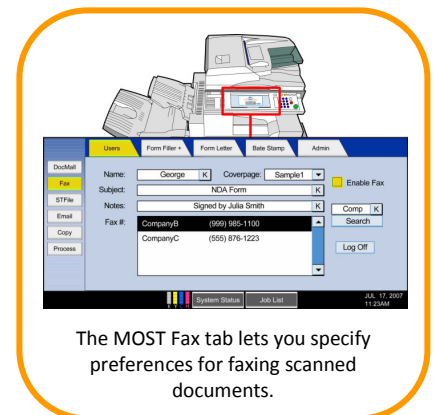 Users Form Filler + Form Letter Bate Stamp Admin
DocMall
Fax
STFile
Email
Copy
Process
Name: George K Coverpage: Sample1
Enable Fax
Subject: NDA Form K
Notes: Signed by Julia Smith K
Comp K
Fax #: CompanyB (999) 985-1100
Search
CompanyC (555) 876-1223
Log Off
System Status Job List
JUL 17, 2007
11:23AM
The MOST Fax tab lets you specify
preferences for faxing scanned
documents.